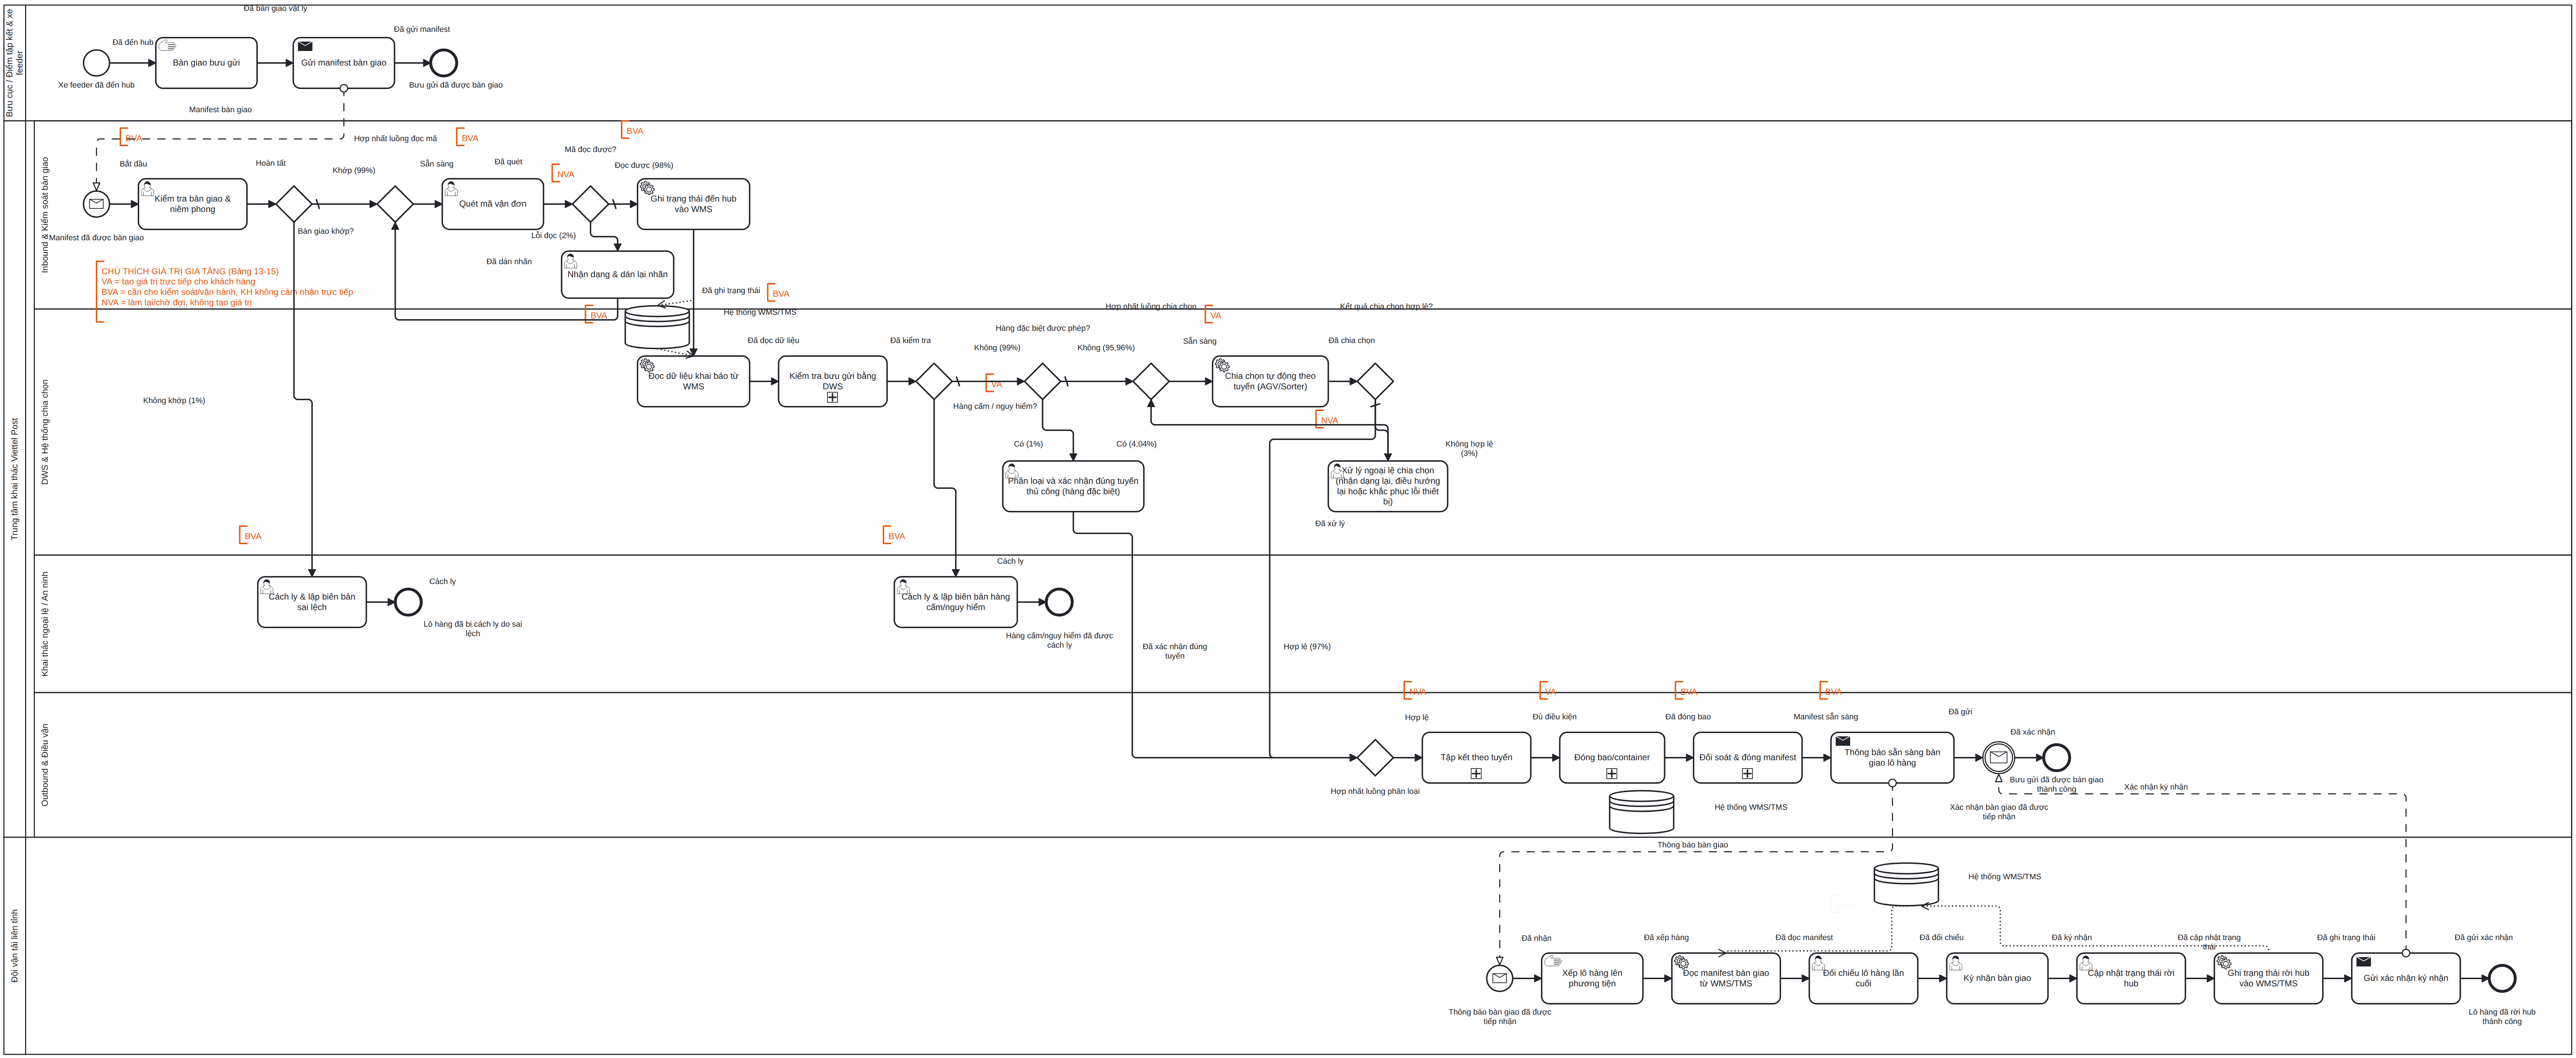 Bưu cục / Điểm tập kết & xe
feeder
Đã bàn giao vật lý
Đã đến hub
Đã gửi manifest
Bàn giao bưu gửi
Gửi manifest bàn giao
Xe feeder đã đến hub
Bưu gửi đã được bàn giao
Manifest bàn giao
Trung tâm khai thác Viettel Post
Inbound & Kiểm soát bàn giao
BVA
Hợp nhất luồng đọc mã
BVA
BVA
Mã đọc được?
Bắt đầu
Hoàn tất
Khớp (99%)
Sẵn sàng
Đã quét
NVA
Đọc được (98%)
Kiểm tra bàn giao &
niêm phong
Quét mã vận đơn
Ghi trạng thái đến hub
vào WMS
Manifest đã được bàn giao
Bàn giao khớp?
Lỗi đọc (2%)
Đã dán nhãn
Nhận dạng & dán lại nhãn
CHÚ THÍCH GIÁ TRỊ GIA TĂNG (Bảng 13-15)
VA = tạo giá trị trực tiếp cho khách hàng
BVA = cần cho kiểm soát/vận hành, KH không cảm nhận trực tiếp
NVA = làm lại/chờ đợi, không tạo giá trị
Đã ghi trạng thái
BVA
DWS & Hệ thống chia chọn
BVA
Hệ thống WMS/TMS
Hợp nhất luồng chia chọn
VA
Kết quả chia chọn hợp lệ?
Hàng đặc biệt được phép?
Đã đọc dữ liệu
Đã kiểm tra
Không (99%)
Không (95,96%)
Sẵn sàng
Đã chia chọn
Đọc dữ liệu khai báo từ
WMS
Kiểm tra bưu gửi bằng
DWS
VA
Chia chọn tự động theo
tuyến (AGV/Sorter)
Không khớp (1%)
Hàng cấm / nguy hiểm?
NVA
Có (1%)
Có (4,04%)
Không hợp lệ
(3%)
Phân loại và xác nhận đúng tuyến
thủ công (hàng đặc biệt)
Xử lý ngoại lệ chia chọn
(nhận dạng lại, điều hướng
lại hoặc khắc phục lỗi thiết
bị)
Đã xử lý
BVA
BVA
Khai thác ngoại lệ / An ninh
Cách ly
Cách ly
Cách ly & lập biên bản
sai lệch
Cách ly & lập biên bản hàng
cấm/nguy hiểm
Lô hàng đã bị cách ly do sai
lệch
Hàng cấm/nguy hiểm đã được
cách ly
Đã xác nhận đúng
tuyến
Hợp lệ (97%)
Outbound & Điều vận
NVA
VA
BVA
BVA
Hợp lệ
Đủ điều kiện
Đã đóng bao
Manifest sẵn sàng
Đã gửi
Đã xác nhận
Tập kết theo tuyến
Đóng bao/container
Đối soát & đóng manifest
Thông báo sẵn sàng bàn
giao lô hàng
Hợp nhất luồng phân loại
Bưu gửi đã được bàn giao
thành công
Xác nhận ký nhận
Hệ thống WMS/TMS
Xác nhận bàn giao đã được
tiếp nhận
Đội vận tải liên tỉnh
Thông báo bàn giao
Hệ thống WMS/TMS
Đã nhận
Đã xếp hàng
Đã đọc manifest
Đã đối chiếu
Đã ký nhận
Đã cập nhật trạng
thái
Đã ghi trạng thái
Đã gửi xác nhận
Xếp lô hàng lên
phương tiện
Đọc manifest bàn giao
từ WMS/TMS
Đối chiếu lô hàng lần
cuối
Ký nhận bàn giao
Cập nhật trạng thái rời
hub
Ghi trạng thái rời hub
vào WMS/TMS
Gửi xác nhận ký nhận
Thông báo bàn giao đã được
tiếp nhận
Lô hàng đã rời hub
thành công